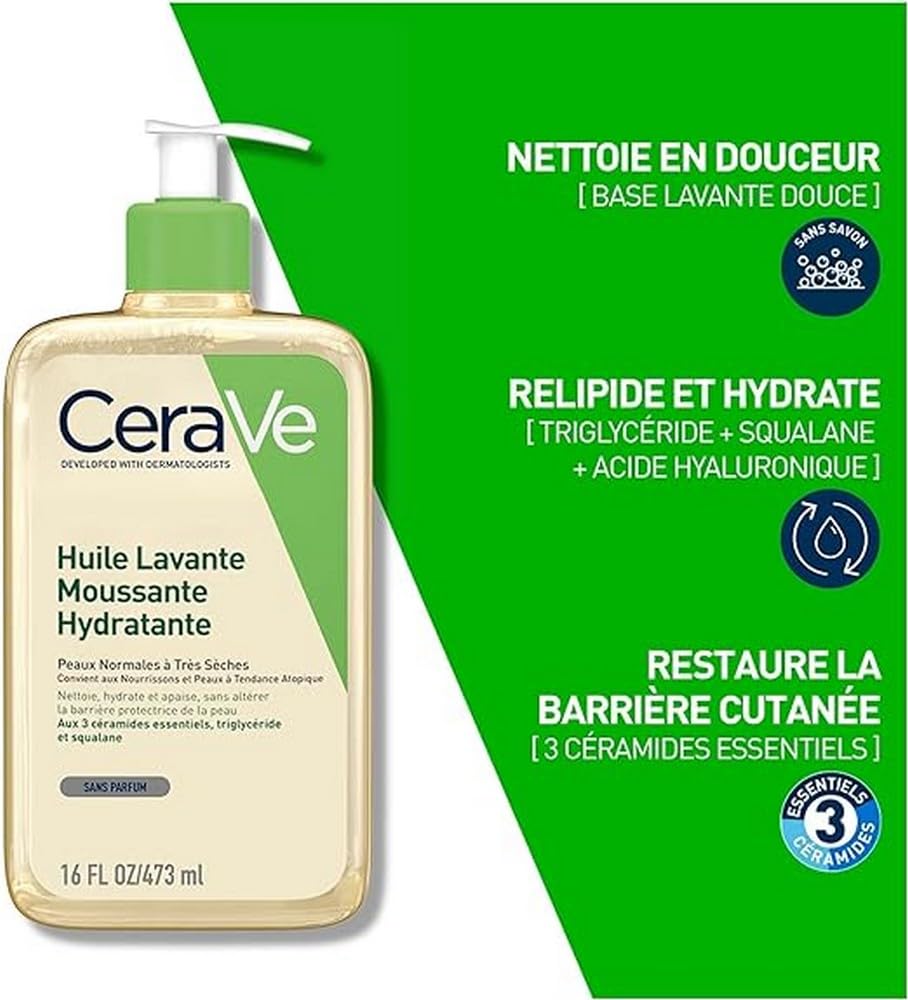 CeraVe
DEVELOPED WITH DERMATOLOGISTS
Huile Lavante
Moussante
Hydratante
Peaux Normales à Très Sèches
Convient aux Nourrissons et Peaux à Tendance Atopique
Nettoie, hydrate et apaise, sans altérer
la barrière protectrice de la peau
Aux 3 céramides essentiels, triglycéride
et squalane
SANS PARFUM
16 FL OZ/473 ml
NETTOIE EN DOUCEUR
[ BASE LAVANTE DOUCE ]
SANS SAVON
RELIPIDE ET HYDRATE
[ TRIGLYCÉRIDE + SQUALANE
+ ACIDE HYALURONIQUE ]
RESTAURE LA
BARRIÈRE CUTANÉE
[ 3 CÉRAMIDES ESSENTIELS ]
ESSENTIELS
3
CÉRAMIDES